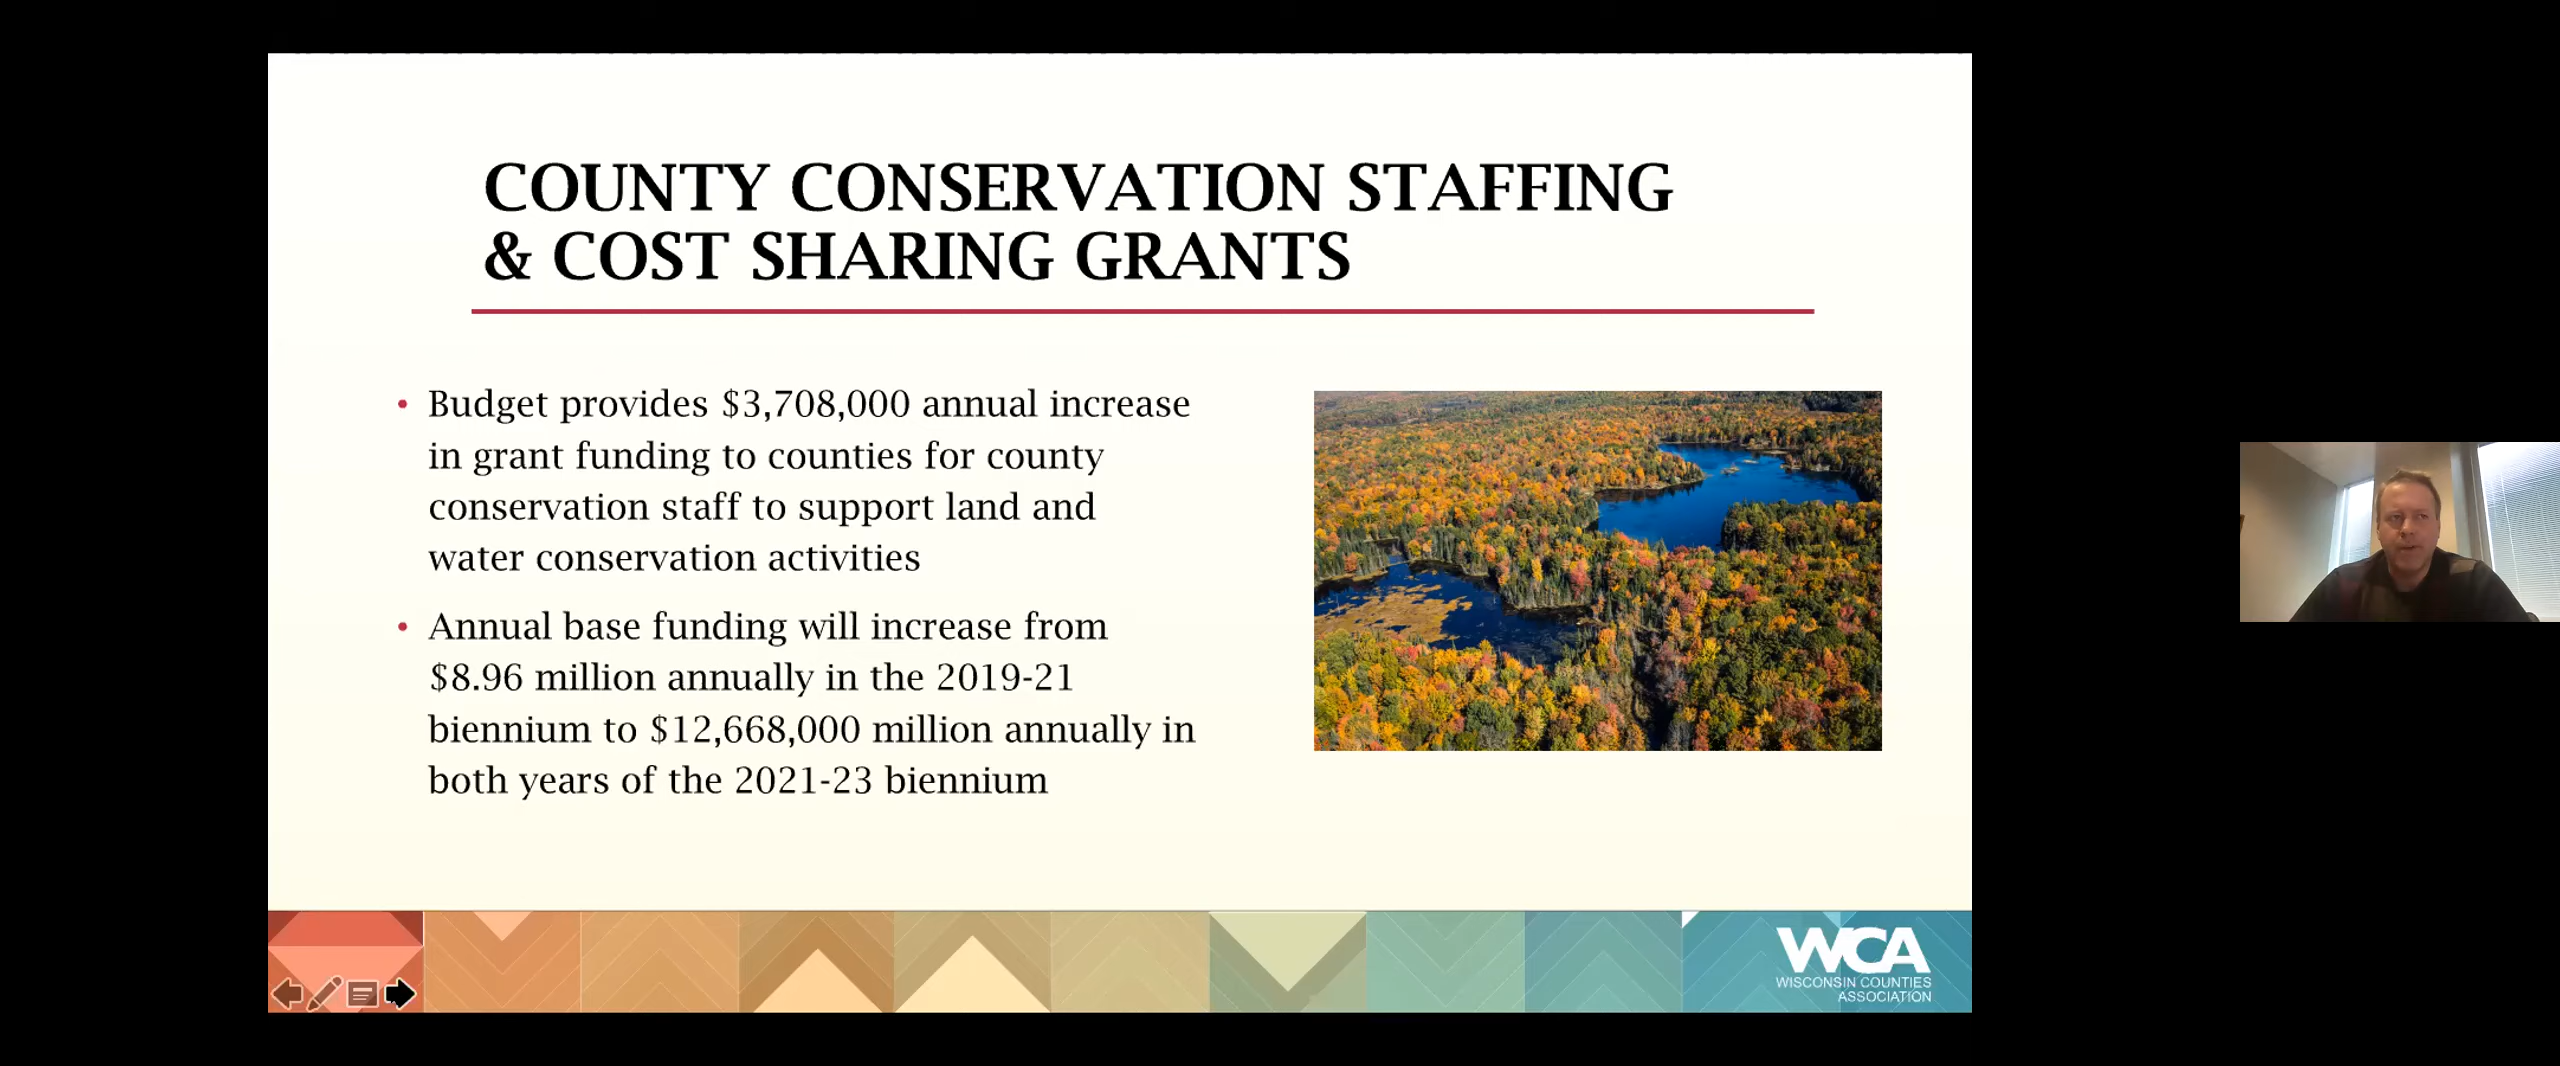 COUNTY CONSERVATION STAFFING
& COST SHARING GRANTS
• Budget provides $3,708,000 annual increase
in grant funding to counties for county
conservation staff to support land and
water conservation activities
• Annual base funding will increase from
$8.96 million annually in the 2019-21
biennium to $12,668,000 million annually in
both years of the 2021-23 biennium
WCA
WISCONSIN COUNTIES
ASSOCIATION